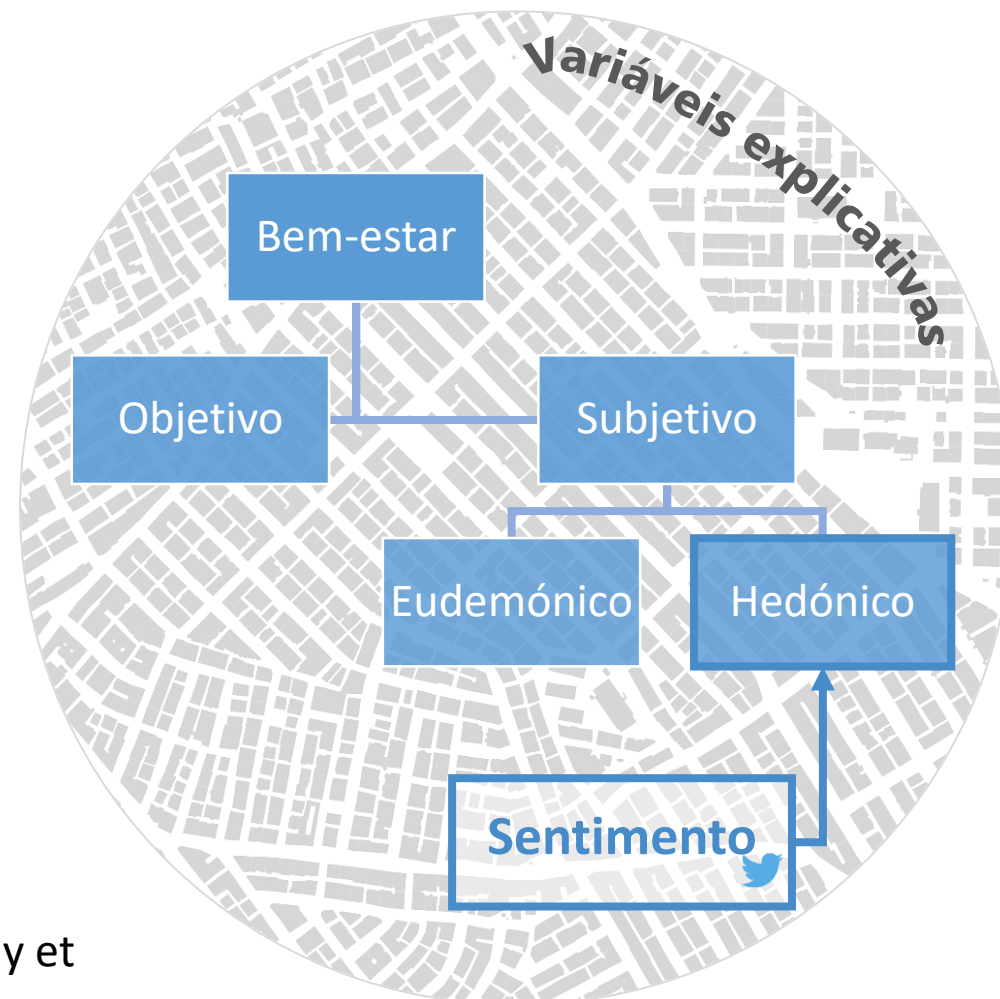 Variáveis explicativas
Bem-estar
Objetivo
Subjetivo
Eudemónico
Hedónico
Sentimento
y et